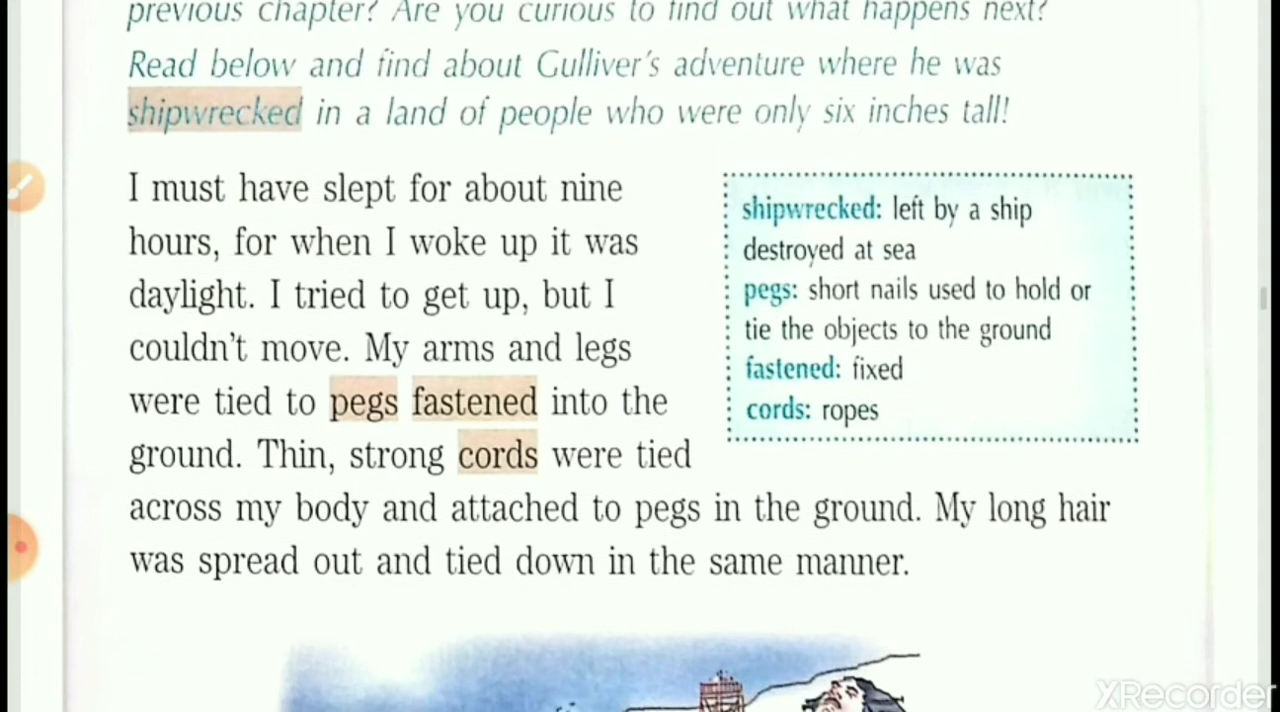 previous chapter? Are you curious to find out what happens next?
Read below and find about Gulliver's adventure where he was
shipwrecked in a land of people who were only six inches tall!
I must have slept for about nine
hours, for when I woke up it was
daylight. I tried to get up, but I
couldn't move. My arms and legs
were tied to pegs fastened into the
ground. Thin, strong cords were tied
across my body and attached to pegs in the ground. My long hair
was spread out and tied down in the same manner.
shipwrecked: left by a ship
destroyed at sea
pegs: short nails used to hold or
tie the objects to the ground
fastened: fixed
cords: ropes
XRecorder